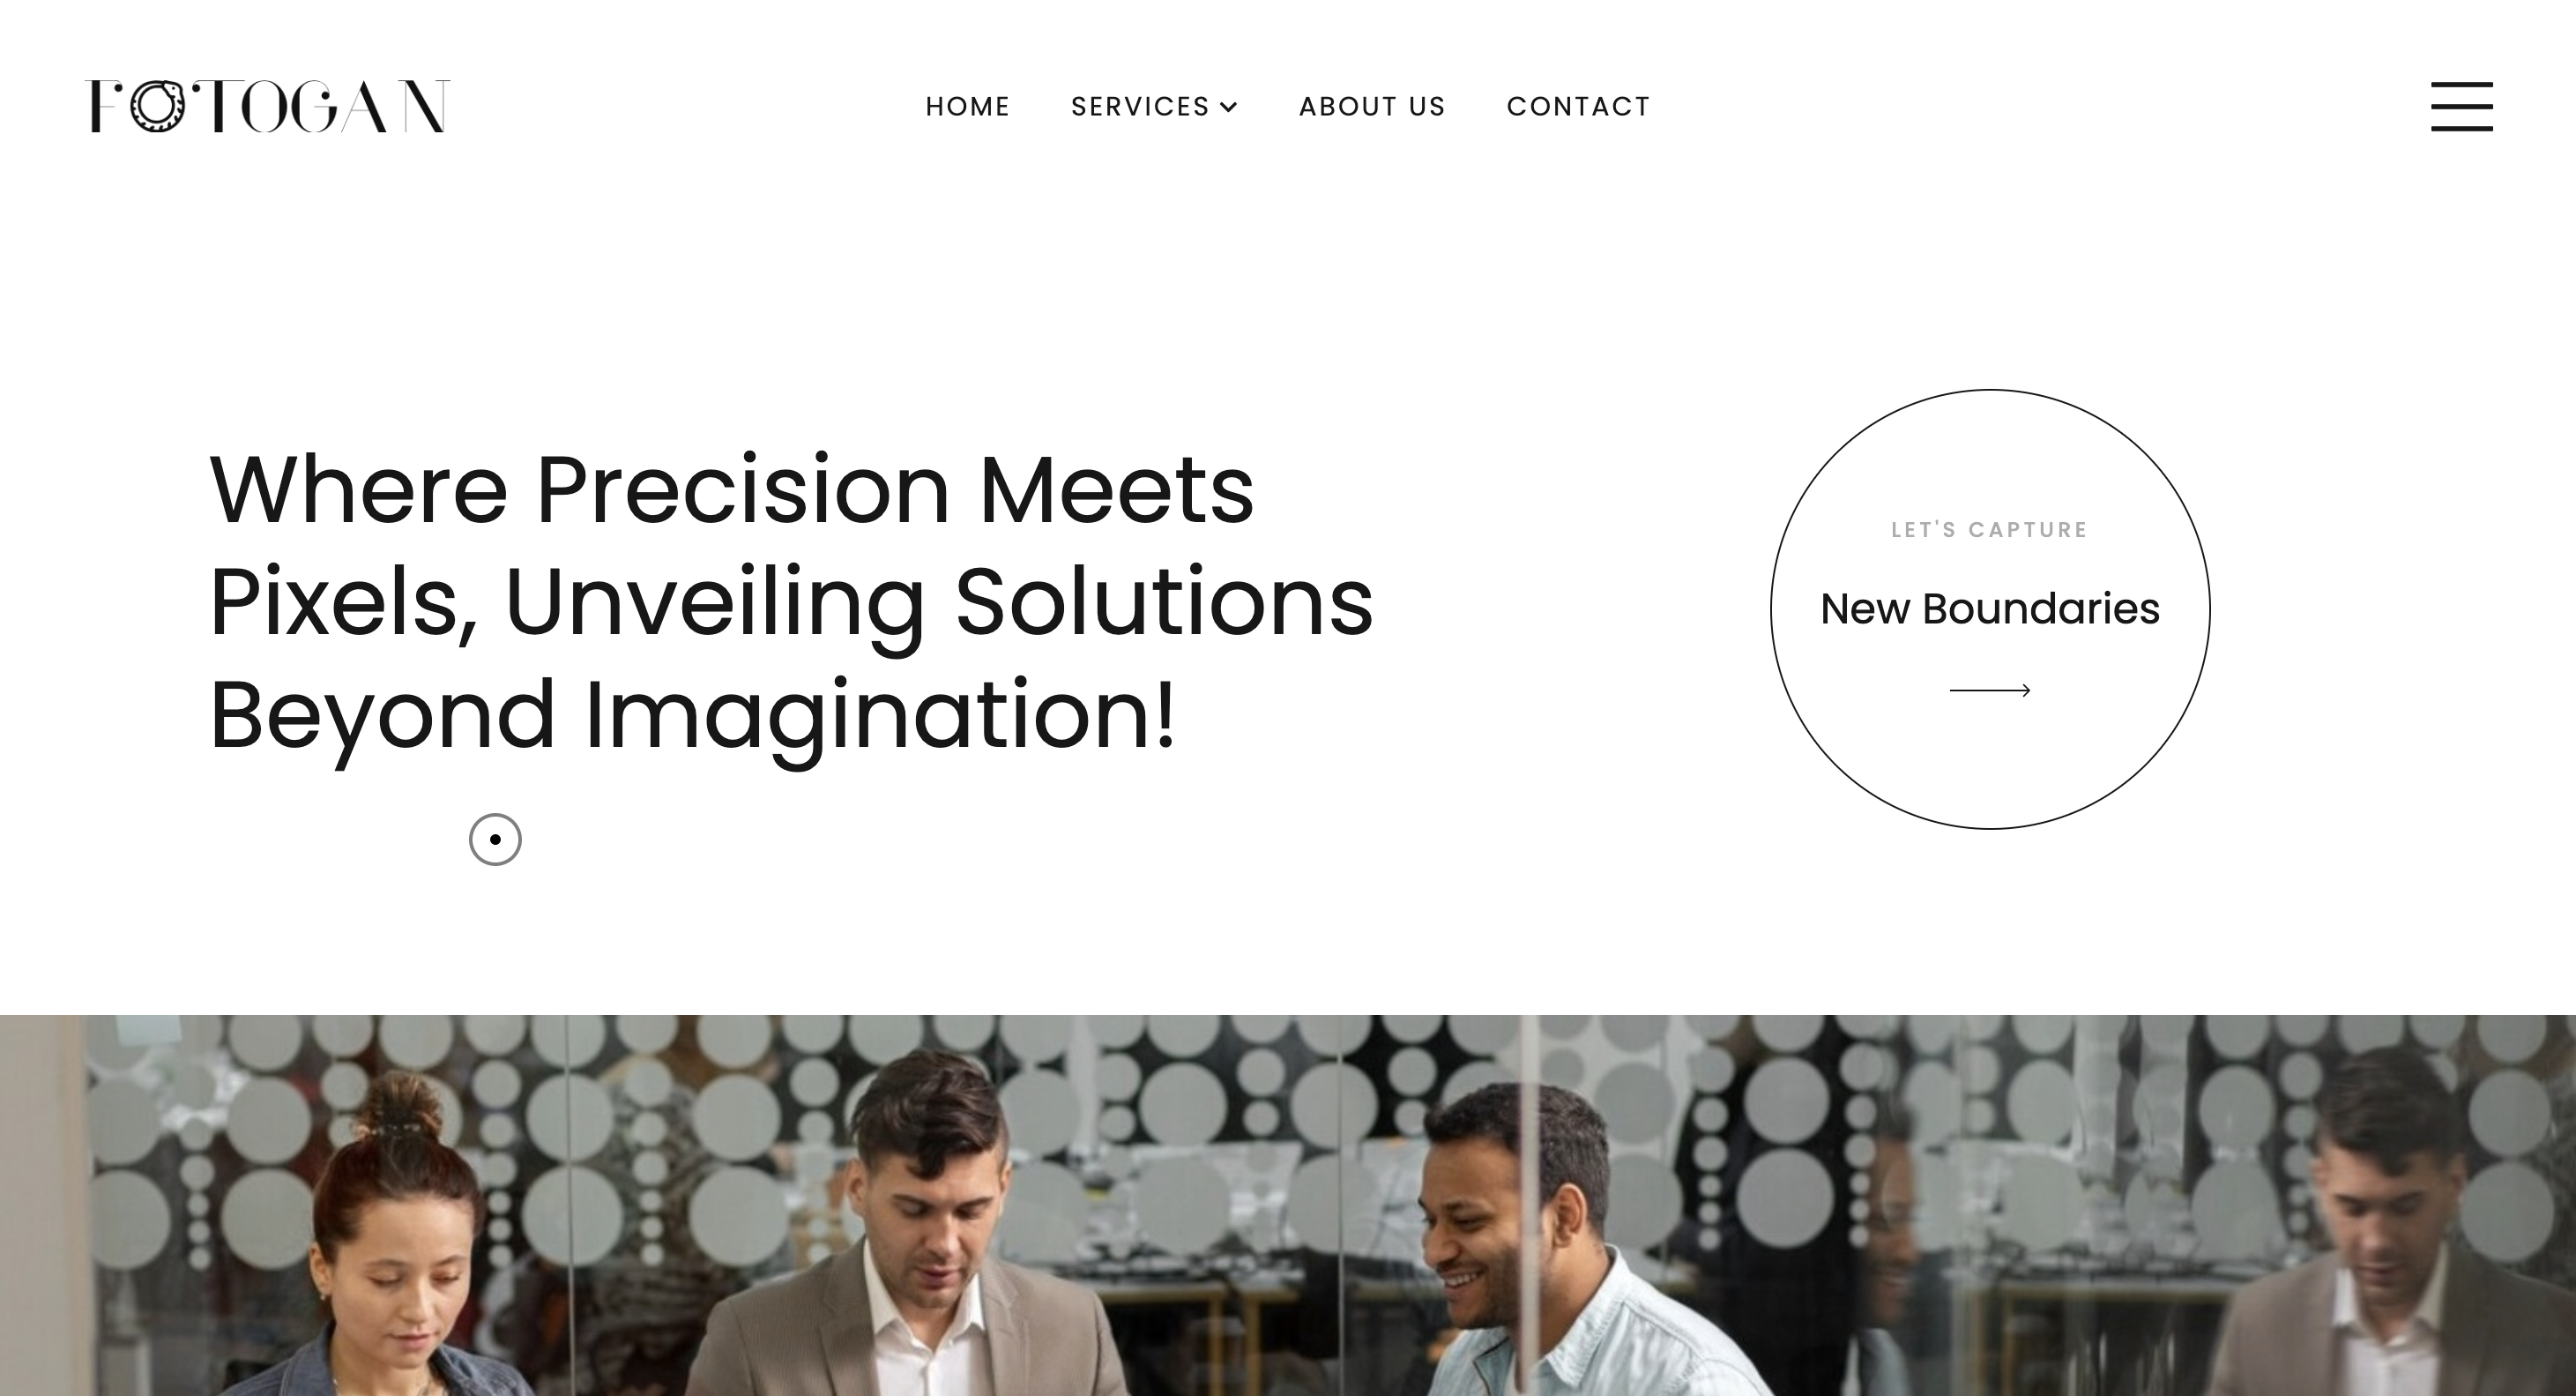 FOTOGAN
HOME SERVICES ABOUT US CONTACT
Where Precision Meets
Pixels, Unveiling Solutions
Beyond Imagination!
LET'S CAPTURE
New Boundaries